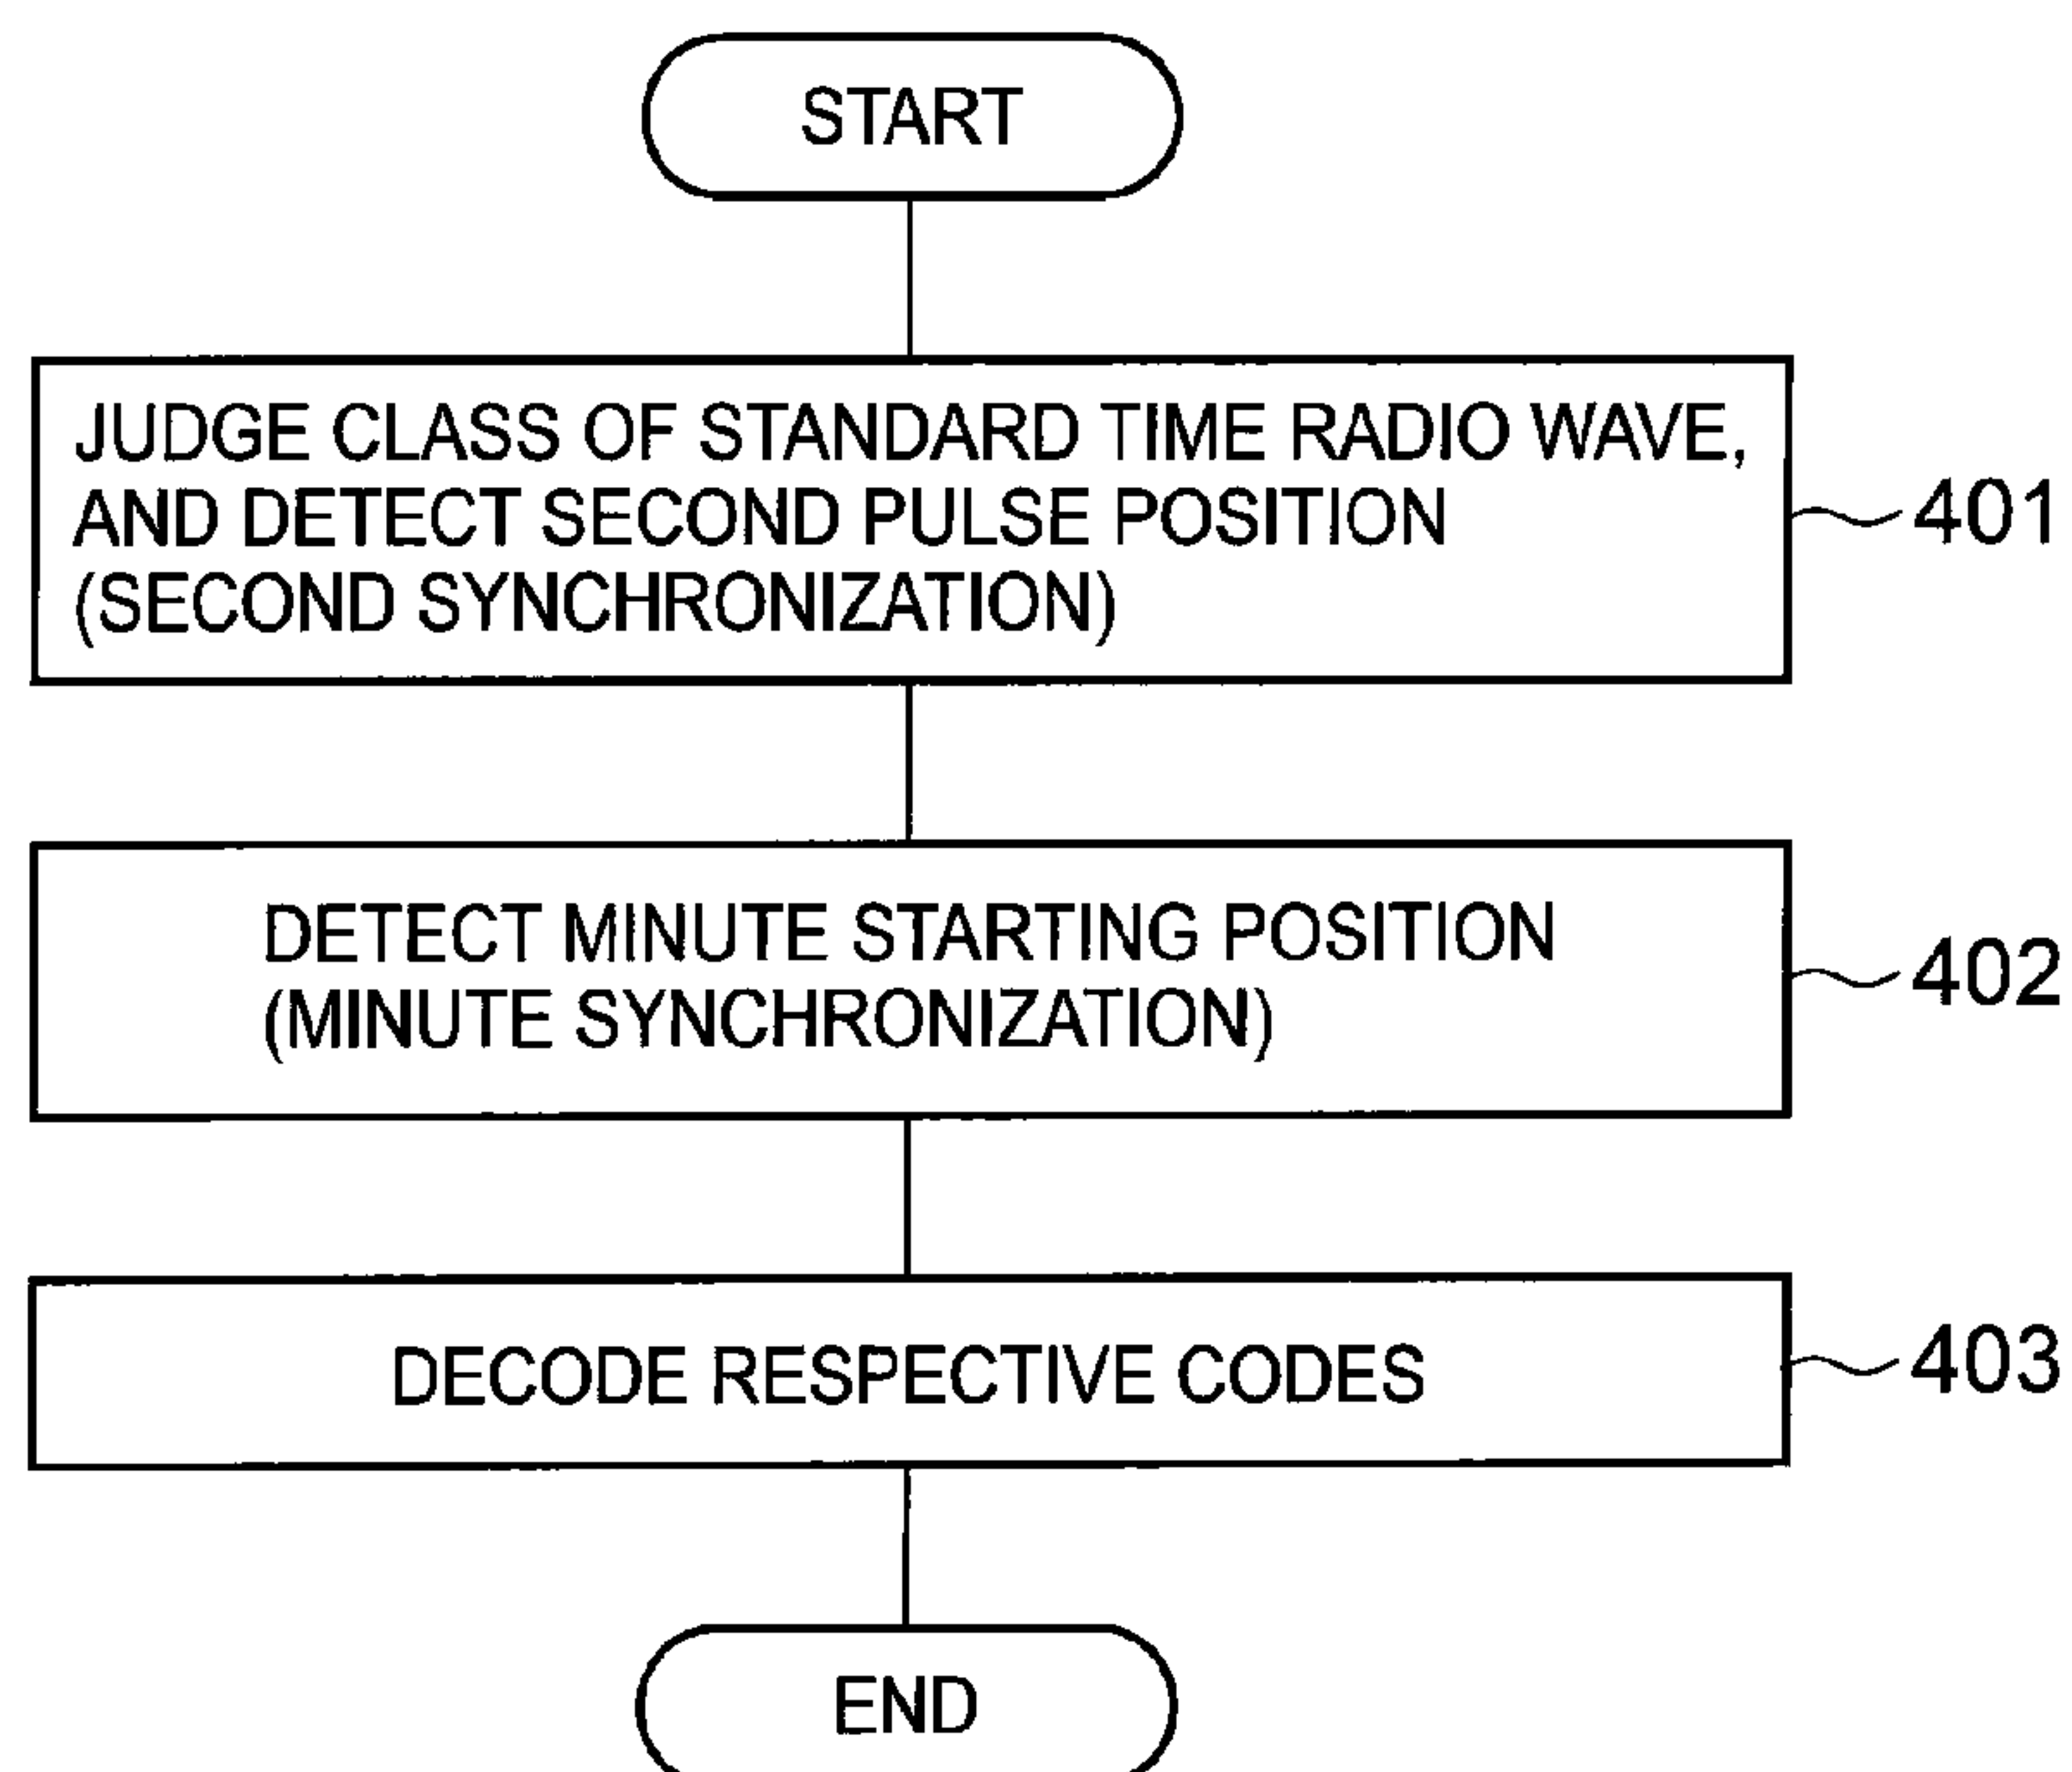 START
JUDGE CLASS OF STANDARD TIME RADIO WAVE,
AND DETECT SECOND PULSE POSITION
(SECOND SYNCHRONIZATION)
401
DETECT MINUTE STARTING POSITION
(MINUTE SYNCHRONIZATION)
402
DECODE RESPECTIVE CODES
403
END